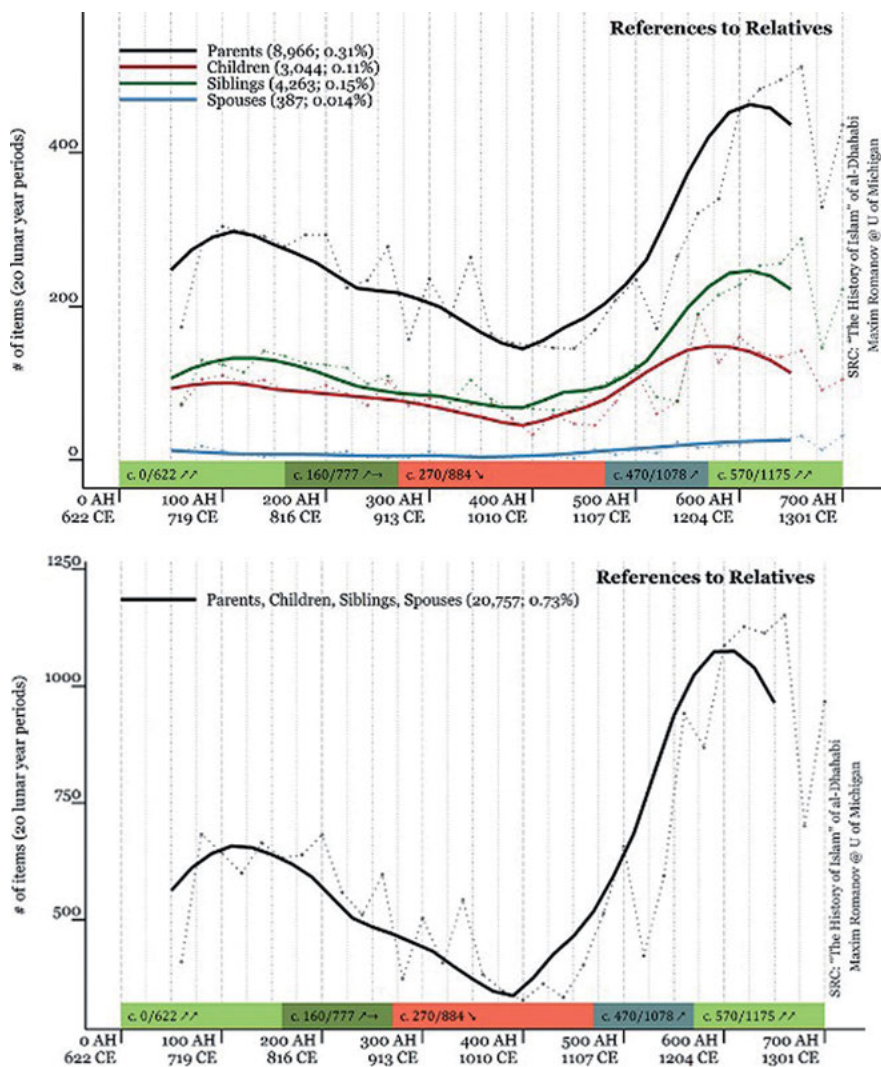 References to Relatives
Parents (8,966; 0.31%)
Children (3,044; 0.11%)
Siblings (4,263; 0.15%)
Spouses (387; 0.014%)
# of items (20 lunar year periods)
400
200
0
SRC: "The History of Islam" of al-Dhahabi
Maxim Romanov @ U of Michigan
c. 0/622 ↗↗ c. 160/777 ↗→ c. 270/884 ↘ c. 470/1078 ↗ c. 570/1175 ↗↗
0 AH 100 AH 200 AH 300 AH 400 AH 500 AH 600 AH 700 AH
622 CE 719 CE 816 CE 913 CE 1010 CE 1107 CE 1204 CE 1301 CE
1250
References to Relatives
Parents, Children, Siblings, Spouses (20,757; 0.73%)
# of items (20 lunar year periods)
1000
750
500
SRC: "The History of Islam" of al-Dhahabi
Maxim Romanov @ U of Michigan
c. 0/622 ↗↗ c. 160/777 ↗→ c. 270/884 ↘ c. 470/1078 ↗ c. 570/1175 ↗↗
0 AH 100 AH 200 AH 300 AH 400 AH 500 AH 600 AH 700 AH
622 CE 719 CE 816 CE 913 CE 1010 CE 1107 CE 1204 CE 1301 CE